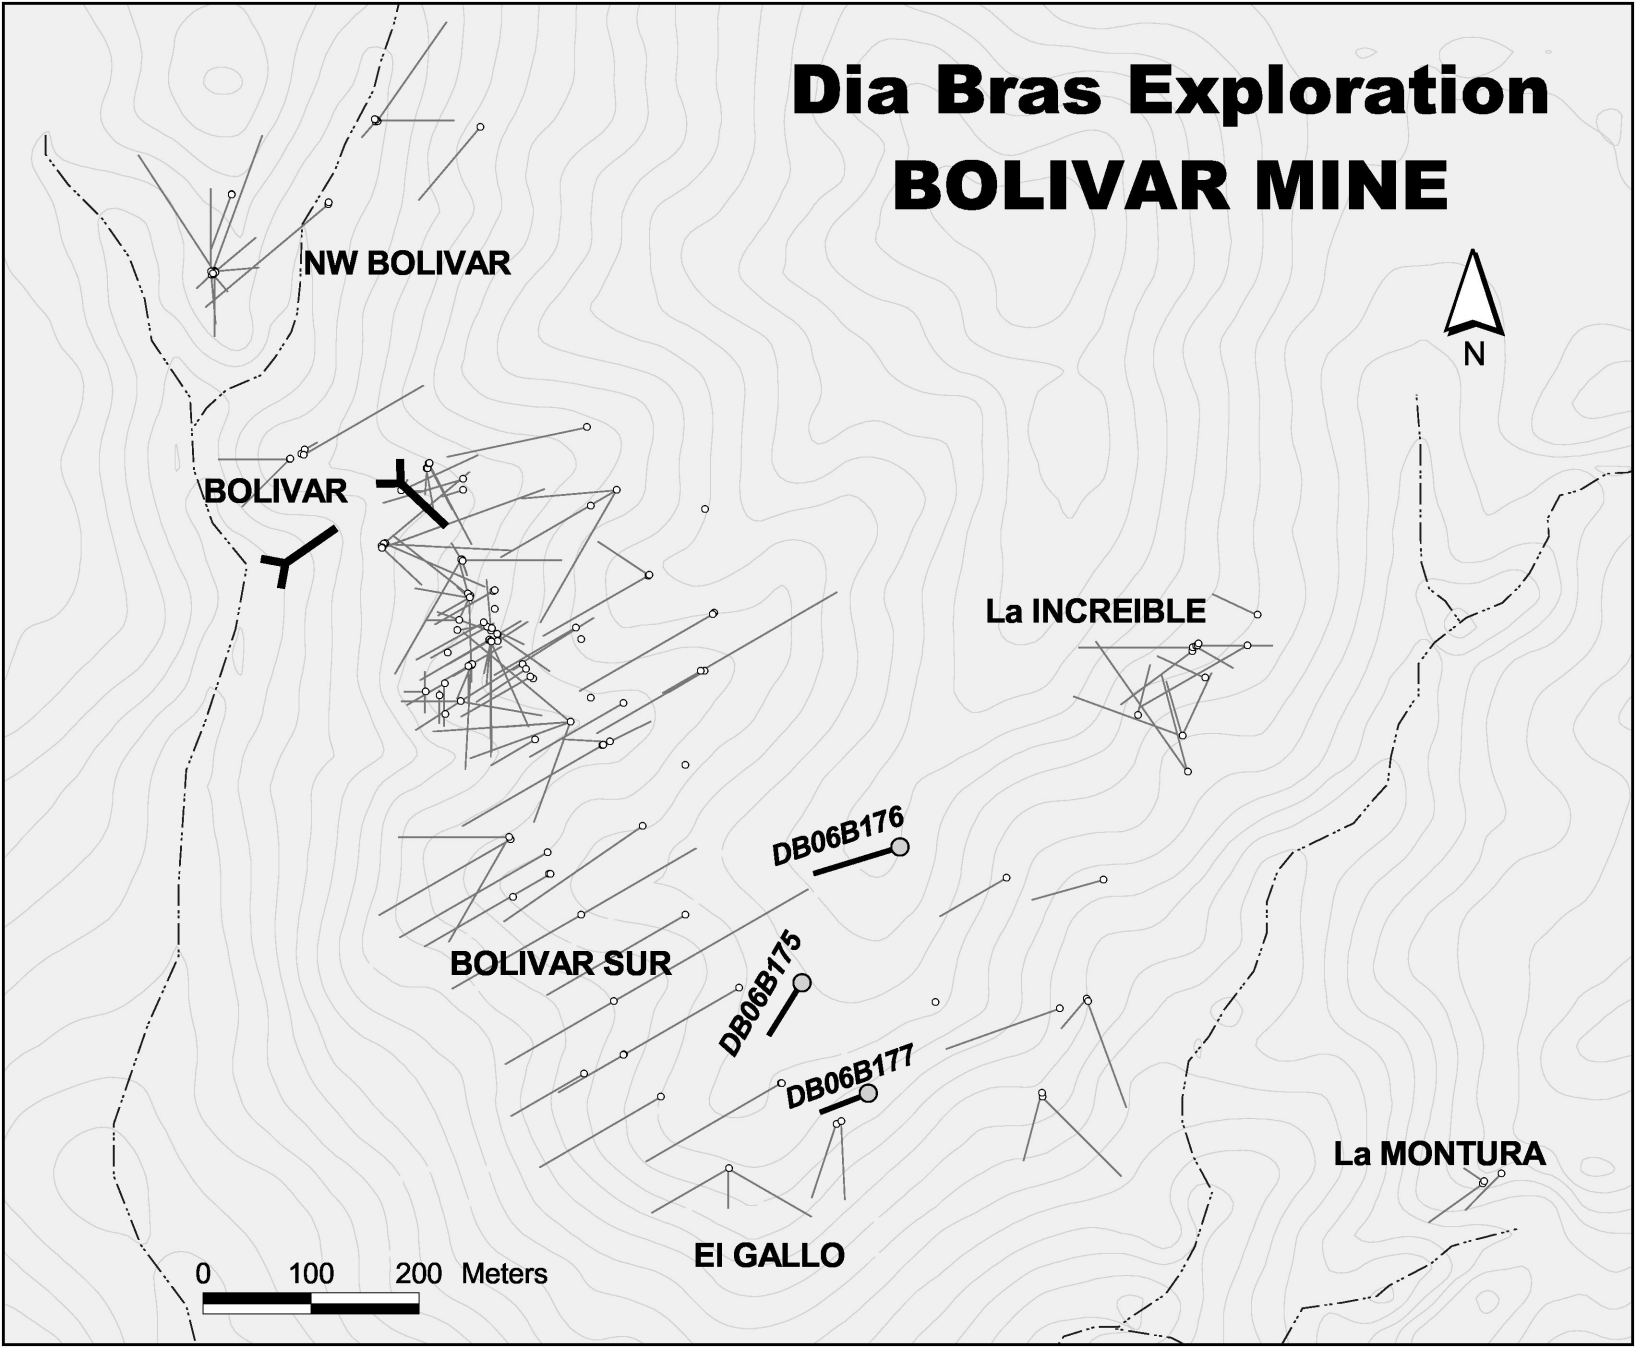 Dia Bras Exploration
BOLIVAR MINE
NW BOLIVAR
N
BOLIVAR
La INCREIBLE
DB06B176
BOLIVAR SUR
DB06B175
DB06B177
La MONTURA
El GALLO
0 100 200 Meters